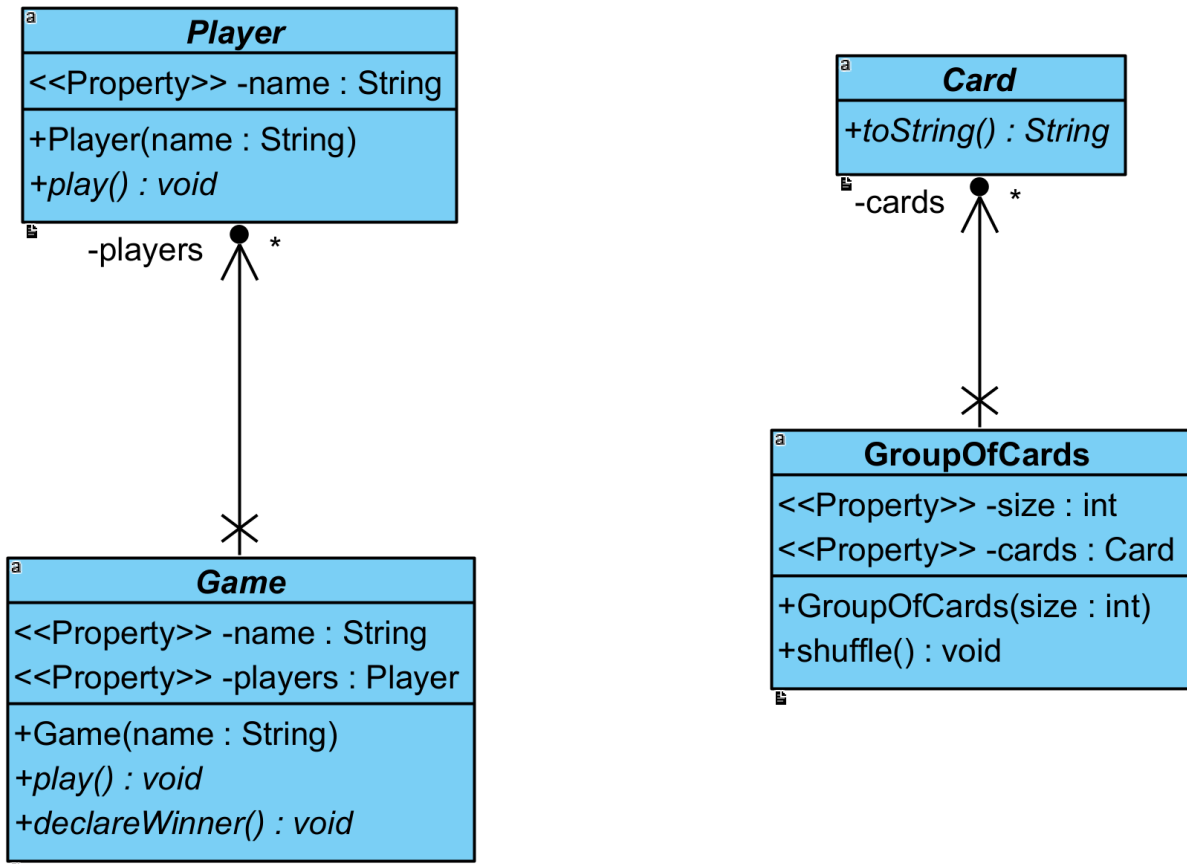 Player
<<Property>> -name : String
+Player(name : String)
+play() : void
-players
*
Game
<<Property>> -name : String
<<Property>> -players : Player
+Game(name : String)
+play() : void
+declareWinner() : void
Card
+toString() : String
-cards
*
GroupOfCards
<<Property>> -size : int
<<Property>> -cards : Card
+GroupOfCards(size : int)
+shuffle() : void